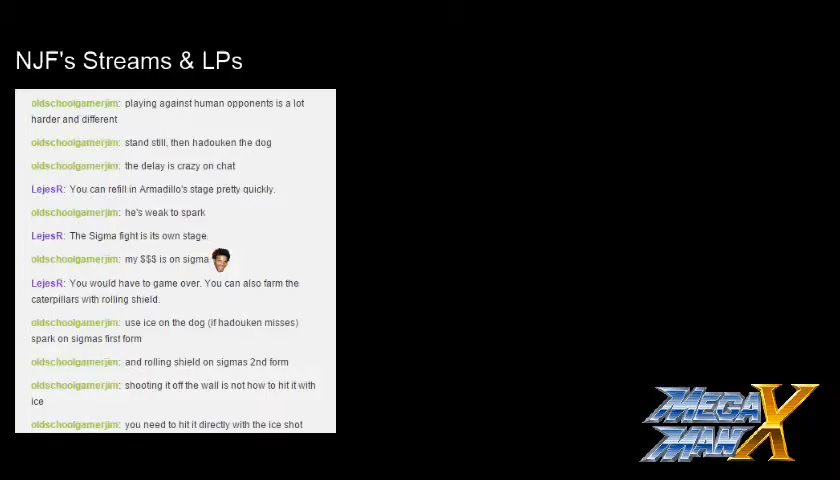 NJF's Streams & LPs
oldschoolgamerjim: playing against human opponents is a lot
harder and different
oldschoolgamerjim: stand still, then hadouken the dog
oldschoolgamerjim: the delay is crazy on chat
LejesR: You can refill in Armadillo's stage pretty quickly.
oldschoolgamerjim: he's weak to spark
LejesR: The Sigma fight is its own stage.
oldschoolgamerjim: my $$$ is on sigma
LejesR: You would have to game over. You can also farm the
caterpillars with rolling shield.
oldschoolgamerjim: use ice on the dog (if hadouken misses)
spark on sigmas first form
oldschoolgamerjim: and rolling shield on sigmas 2nd form
oldschoolgamerjim: shooting it off the wall is not how to hit it with
ice
oldschoolgamerjim: you need to hit it directly with the ice shot
MEGA
MAN X